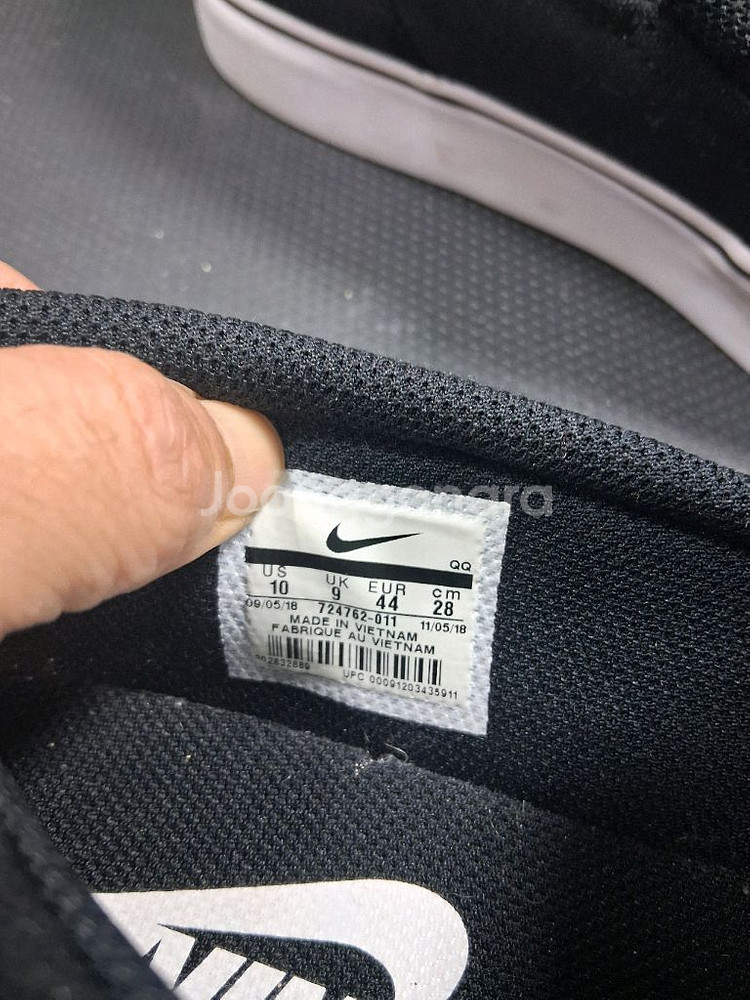 QQ
US UK EUR cm
10 9 44 28
09/05/18 724762-011 11/05/18
MADE IN VIETNAM
FABRIQUE AU VIETNAM
UPC 00091203435911